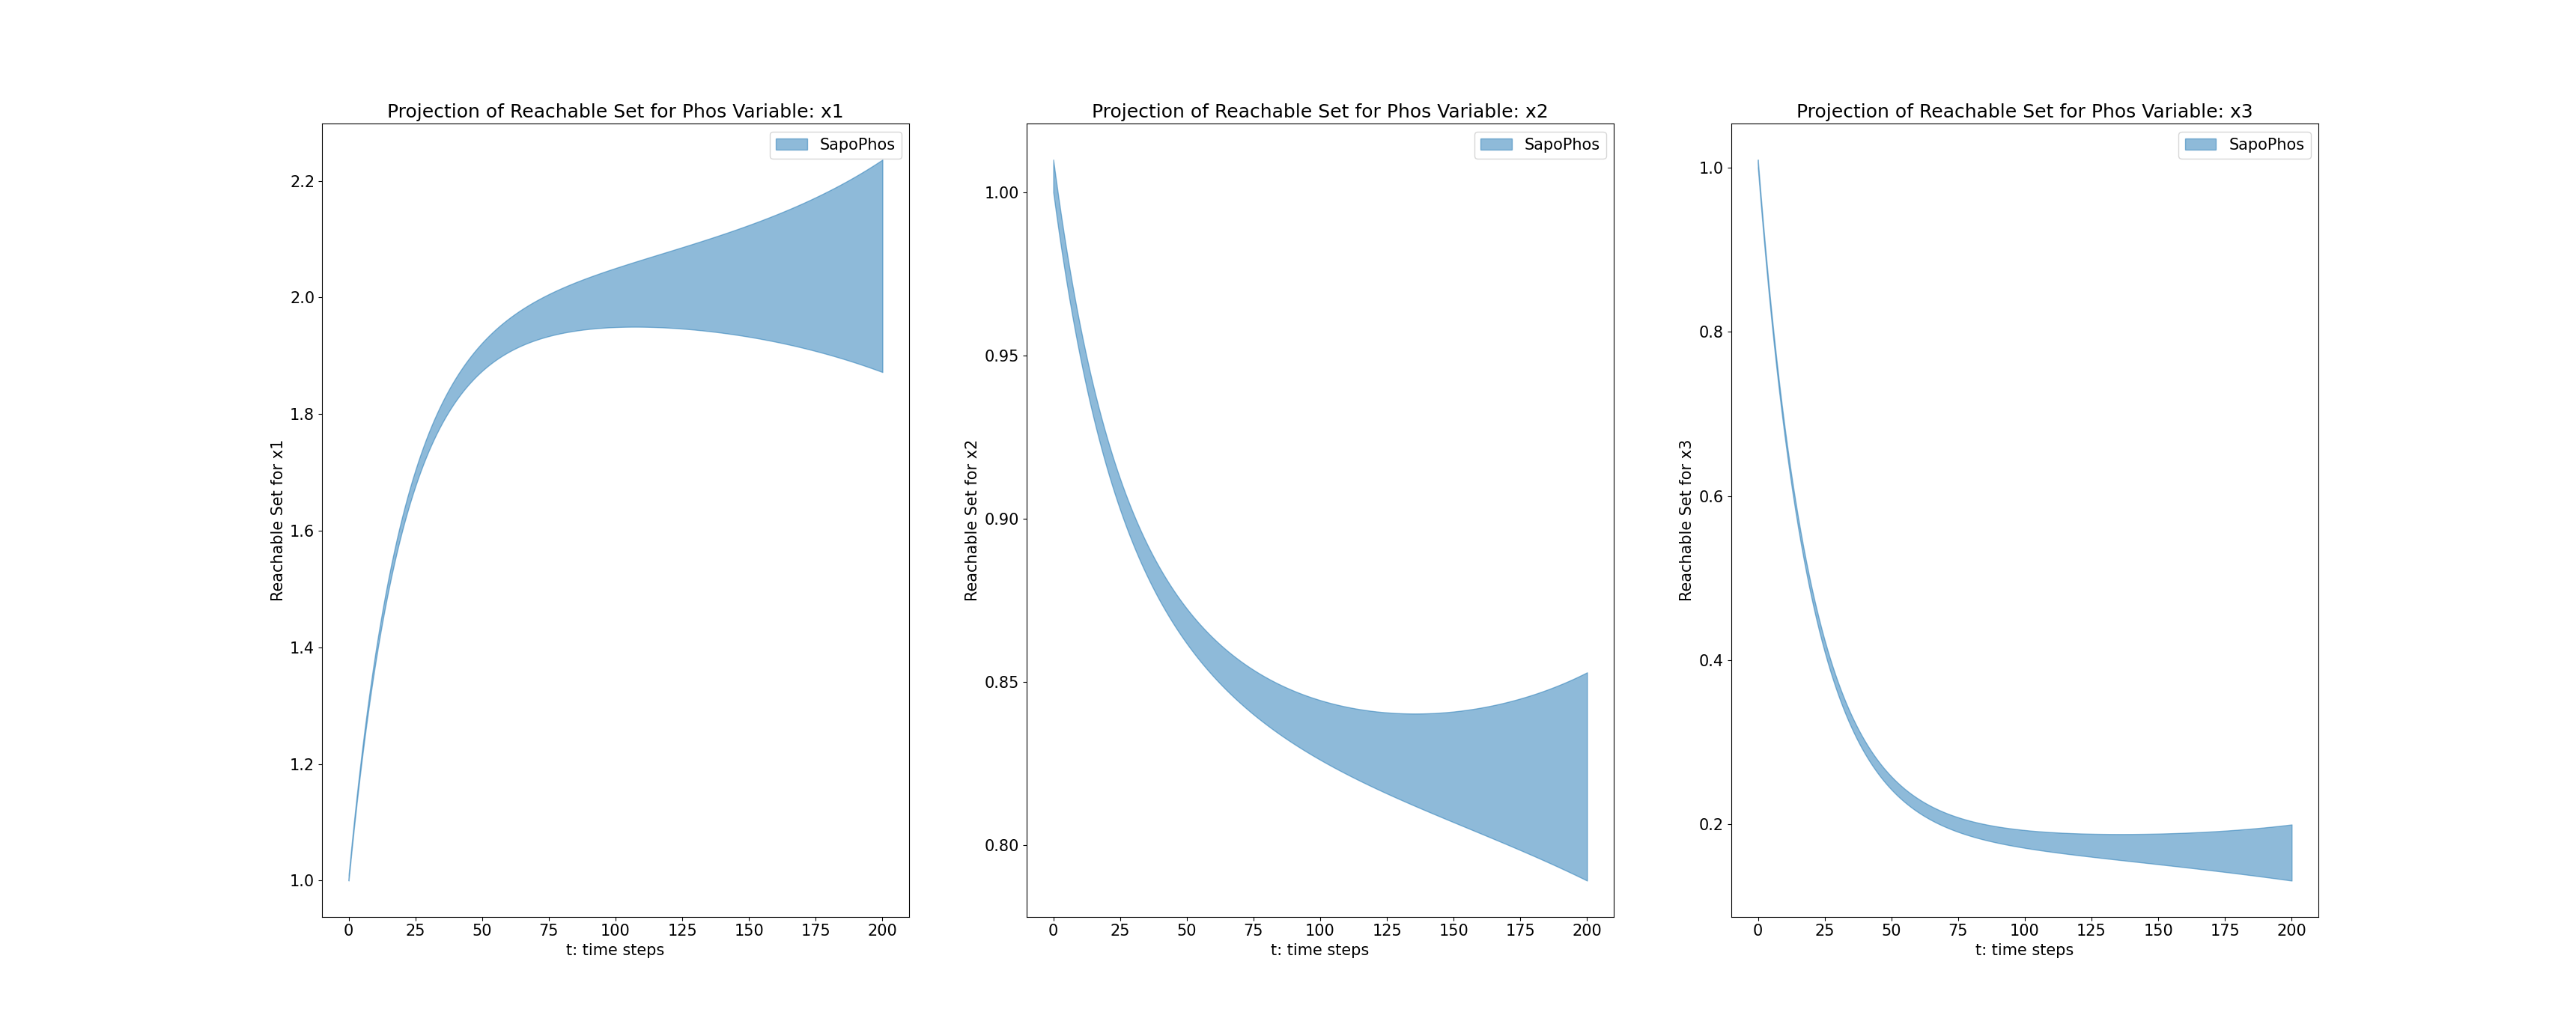 Projection of Reachable Set for Phos Variable: x1
SapoPhos
2.2
2.0
1.8
1.6
1.4
1.2
1.0
Reachable Set for x1
0 25 50 75 100 125 150 175 200
t: time steps
Projection of Reachable Set for Phos Variable: x2
SapoPhos
1.00
0.95
0.90
0.85
0.80
Reachable Set for x2
0 25 50 75 100 125 150 175 200
t: time steps
Projection of Reachable Set for Phos Variable: x3
SapoPhos
1.0
0.8
0.6
0.4
0.2
Reachable Set for x3
0 25 50 75 100 125 150 175 200
t: time steps